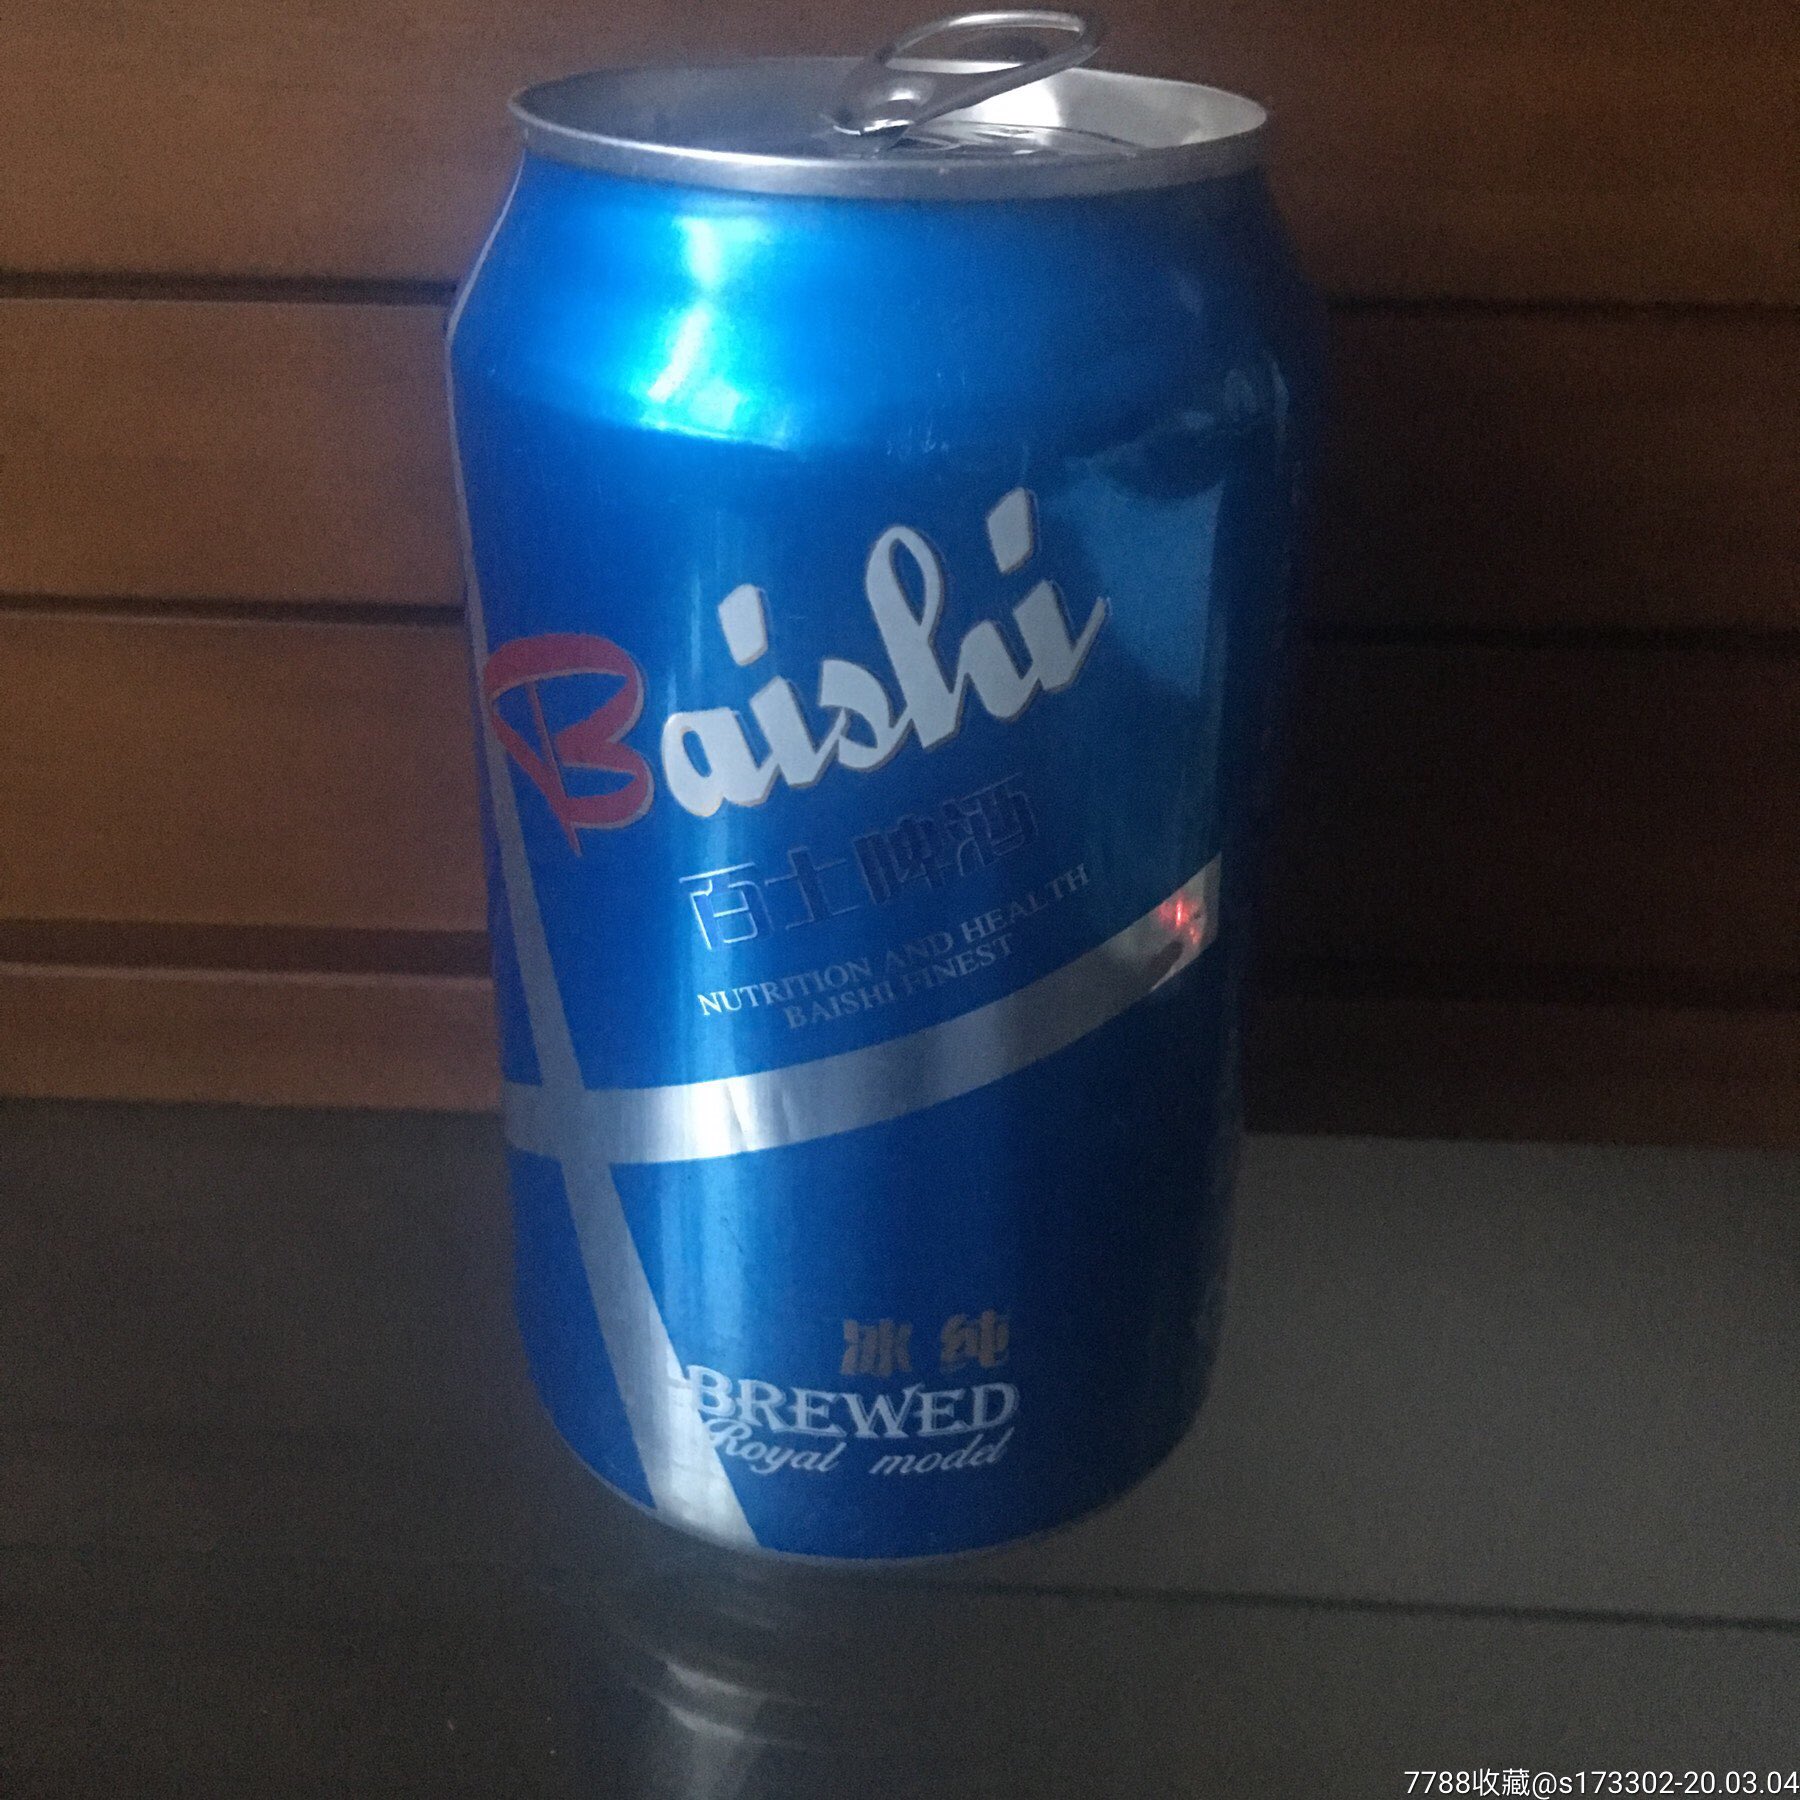 Baishi
百士啤酒
NUTRITION AND HEALTH
BAISHI FINEST
冰纯
BREWED
Royal model
7788收藏@s173302-20.03.04